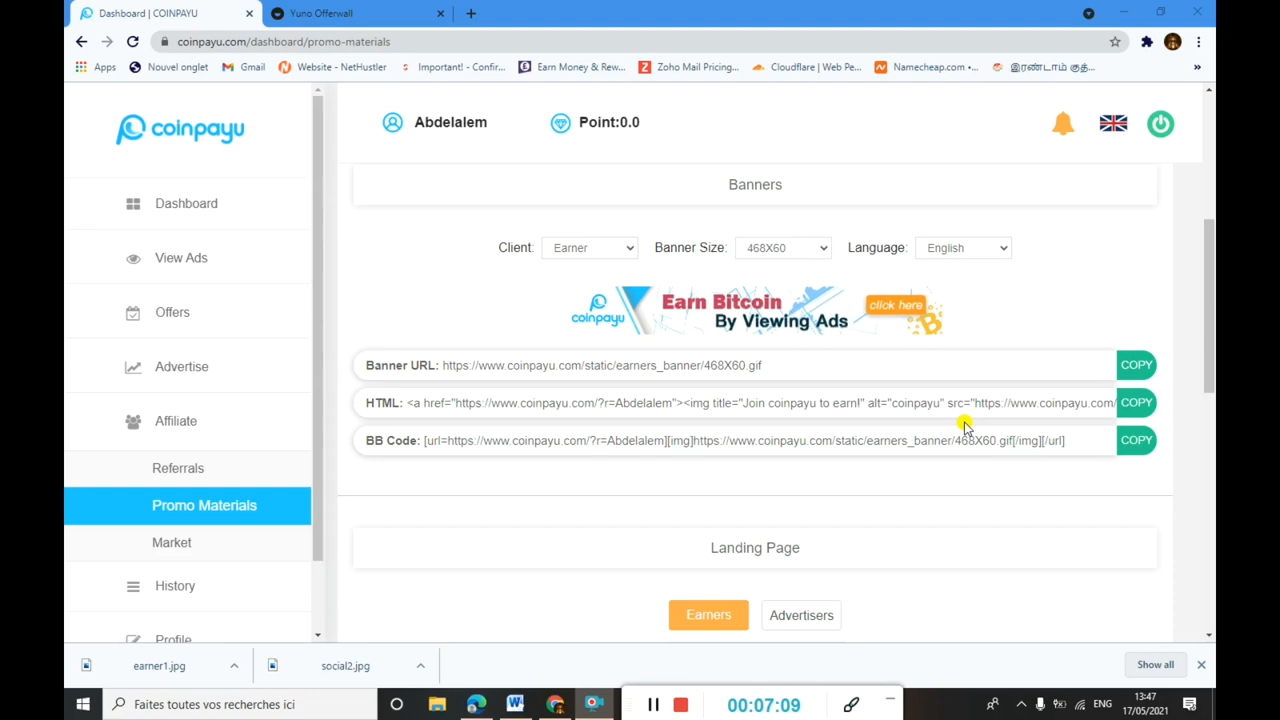 Dashboard | COINPAYU
Yuno Offerwall
coinpayu.com/dashboard/promo-materials
Apps
Nouvel onglet
Gmail
Website - NetHustler
Important! - Confir...
Earn Money & Rew...
Zoho Mail Pricing...
Cloudflare | Web Pe...
Namecheap.com •...
இரண்டாம் குத்...
»
coinpayu
Abdelalem
Point:0.0
Dashboard
View Ads
Offers
Advertise
Affiliate
Referrals
Promo Materials
Market
History
Profile
Banners
Client: Earner
Banner Size: 468X60
Language: English
coinpayu
Earn Bitcoin
By Viewing Ads
click here
Banner URL: https://www.coinpayu.com/static/earners_banner/468X60.gif
COPY
HTML: <a href="https://www.coinpayu.com/?r=Abdelalem"><img title="Join coinpayu to earn!" alt="coinpayu" src="https://www.coinpayu.com/
COPY
BB Code: [url=https://www.coinpayu.com/?r=Abdelalem][img]https://www.coinpayu.com/static/earners_banner/468X60.gif[/img][/url]
COPY
Landing Page
Earners
Advertisers
earner1.jpg
social2.jpg
Show all
Faites toutes vos recherches ici
00:07:09
ENG
13:47
17/05/2021